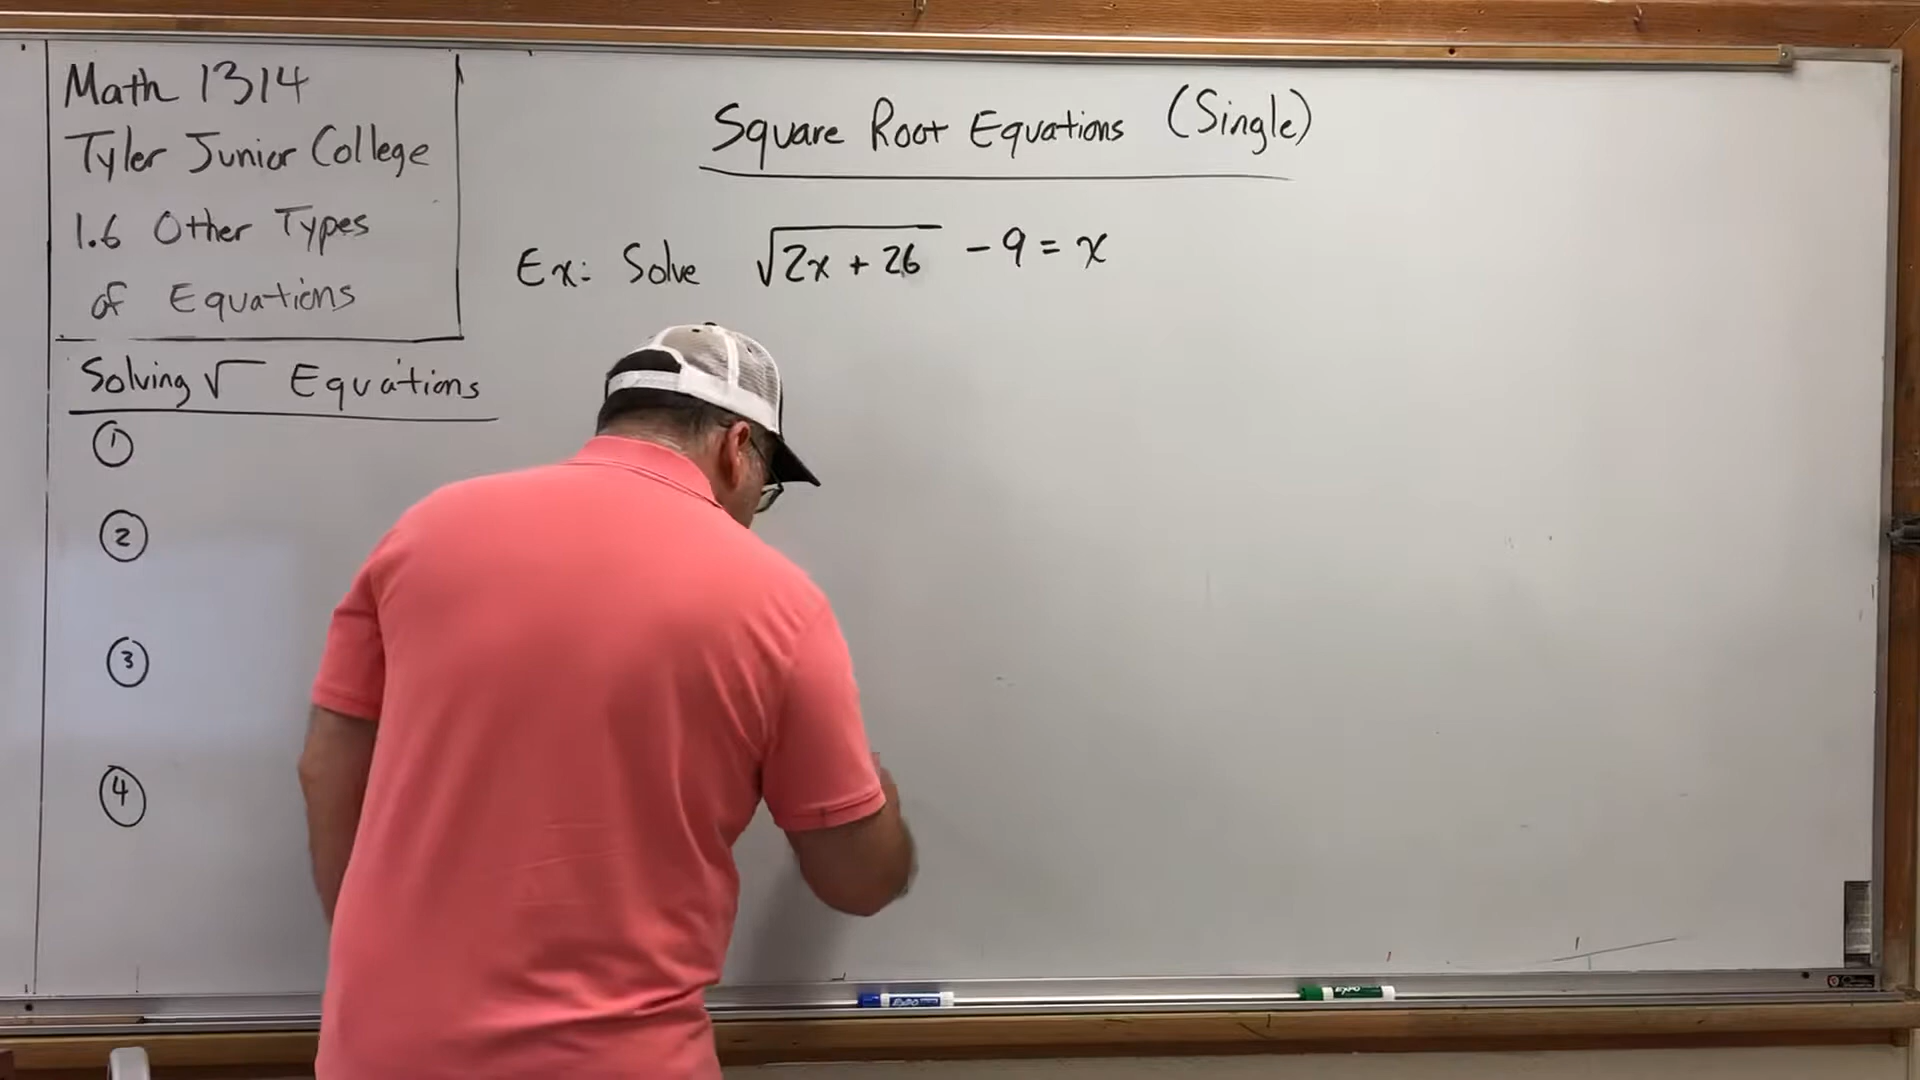 Math 1314
Tyler Junior College
1.6 Other Types
of Equations
Solving √ Equations
①
②
③
④
Square Root Equations (Single)
Ex: Solve √(2x + 26) - 9 = x
EXPO
EXPO